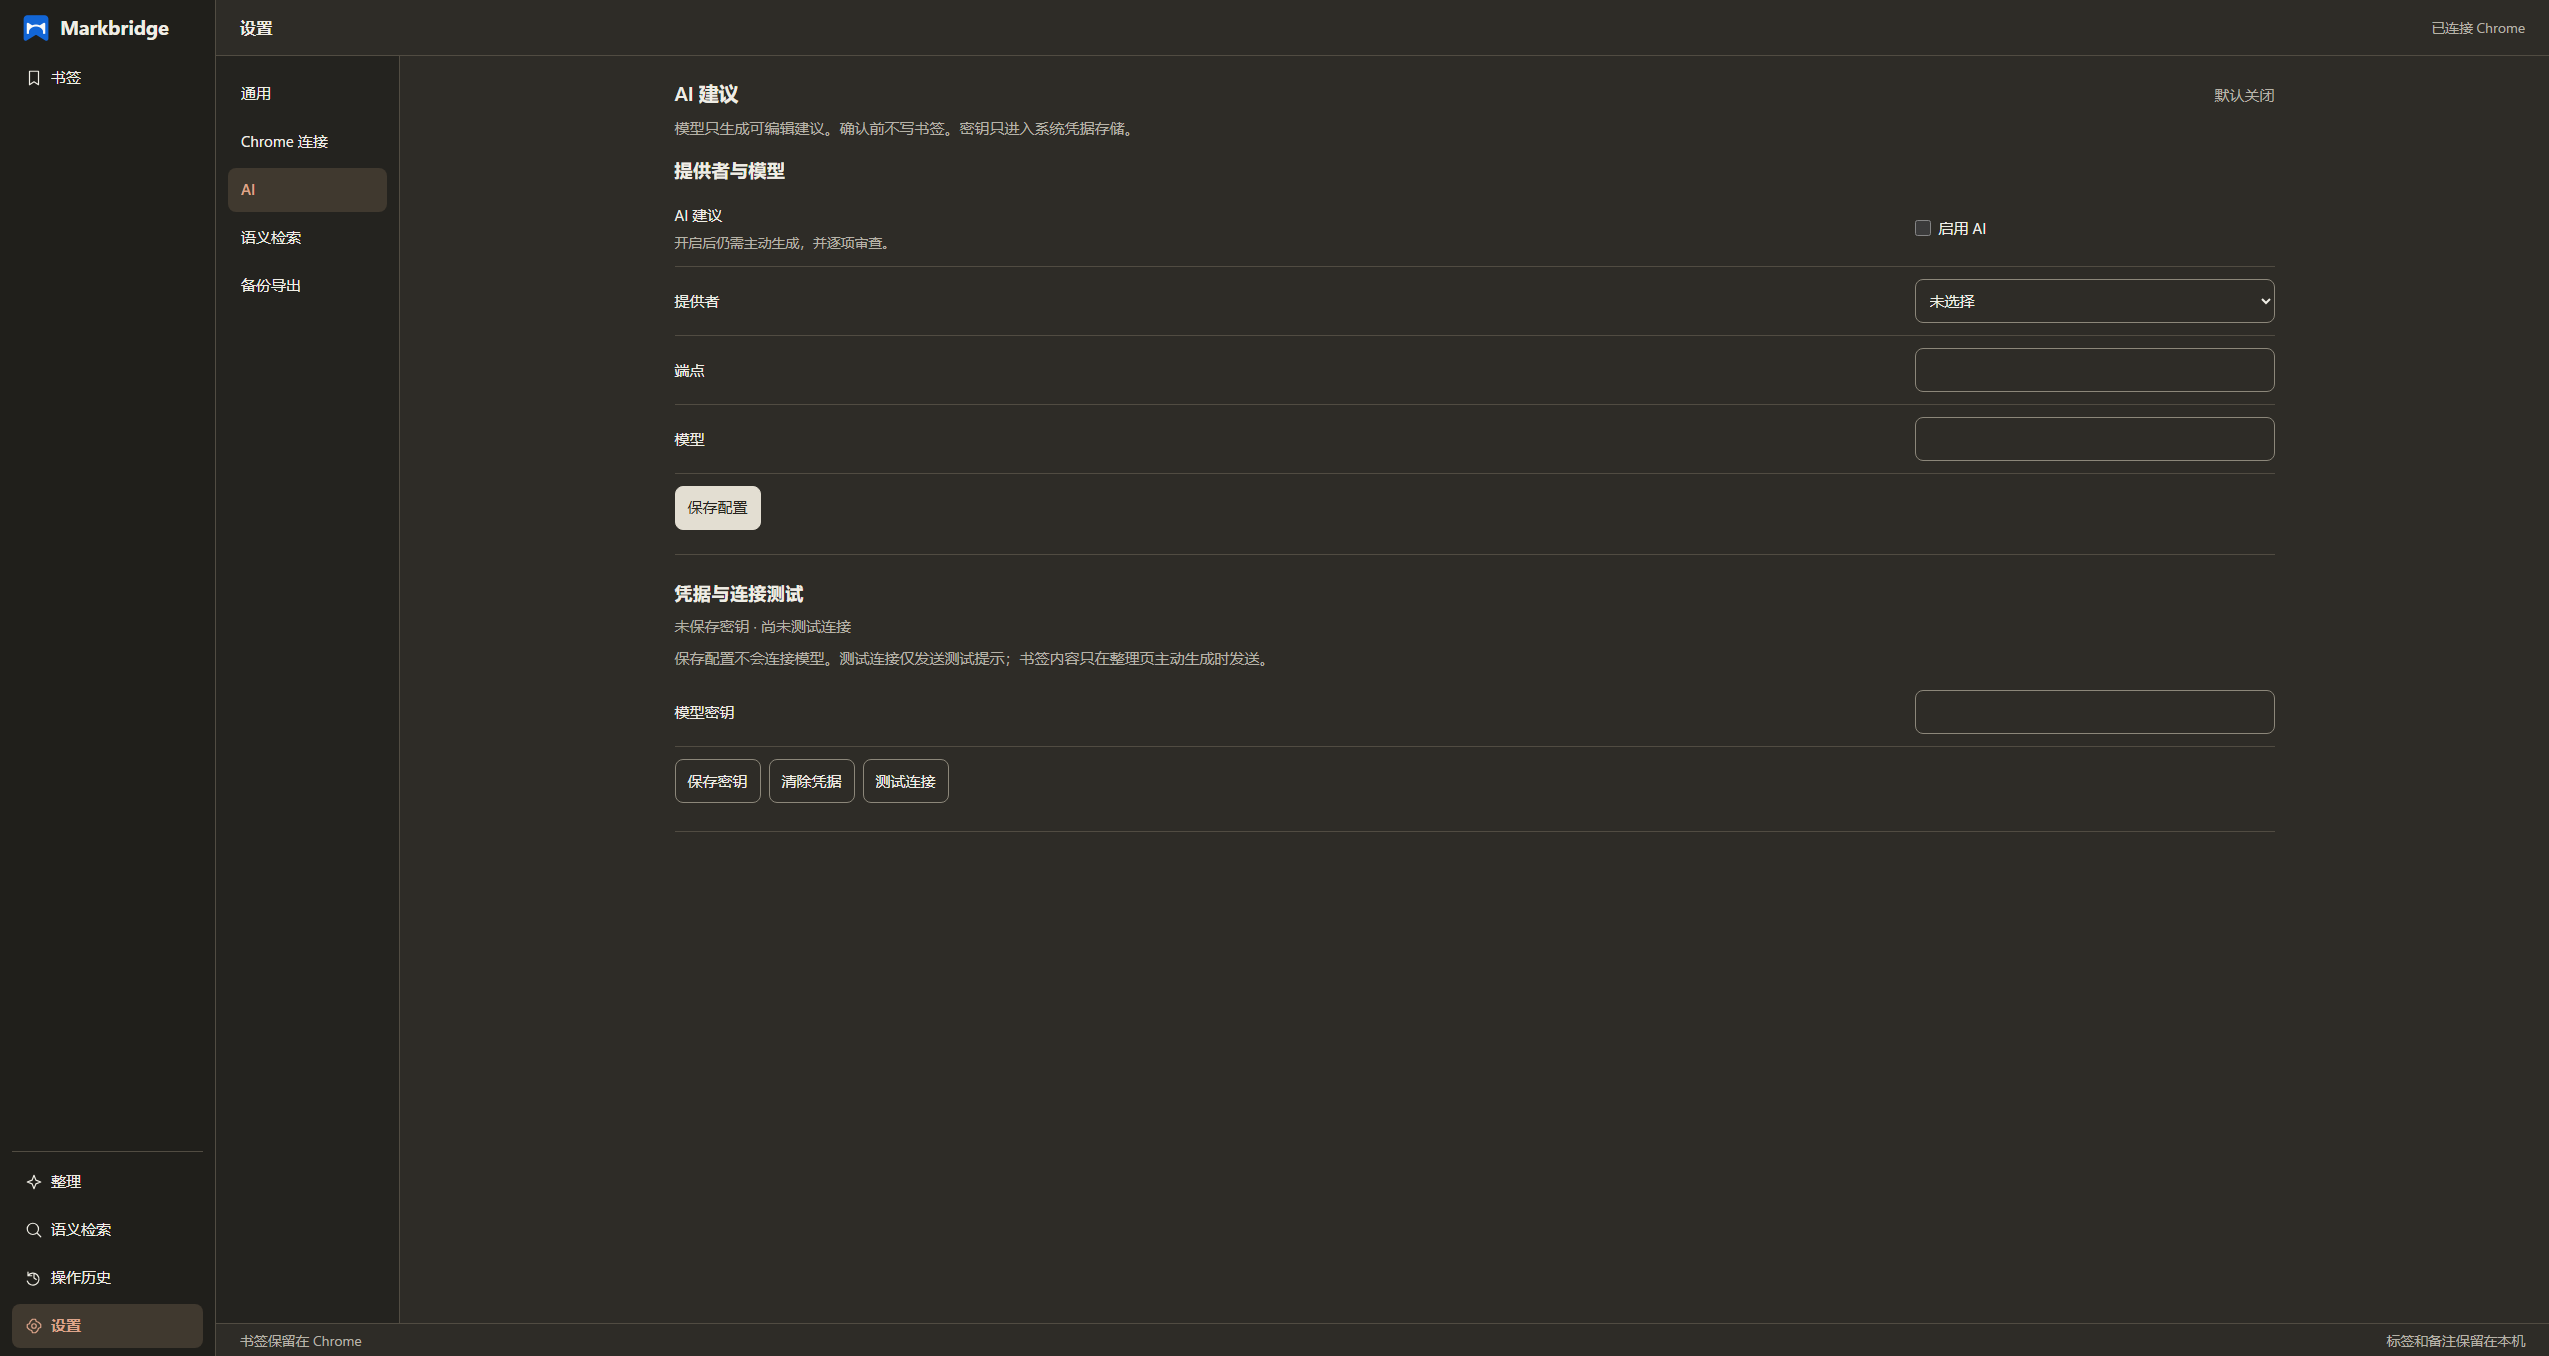 Markbridge
书签
整理
语义检索
操作历史
设置
设置
已连接 Chrome
通用
Chrome 连接
AI
语义检索
备份导出
AI 建议
默认关闭
模型只生成可编辑建议。确认前不写书签。密钥只进入系统凭据存储。
提供者与模型
AI 建议
开启后仍需主动生成，并逐项审查。
启用 AI
提供者
未选择
端点
模型
保存配置
凭据与连接测试
未保存密钥 · 尚未测试连接
保存配置不会连接模型。测试连接仅发送测试提示；书签内容只在整理页主动生成时发送。
模型密钥
保存密钥
清除凭据
测试连接
书签保留在 Chrome
标签和备注保留在本机